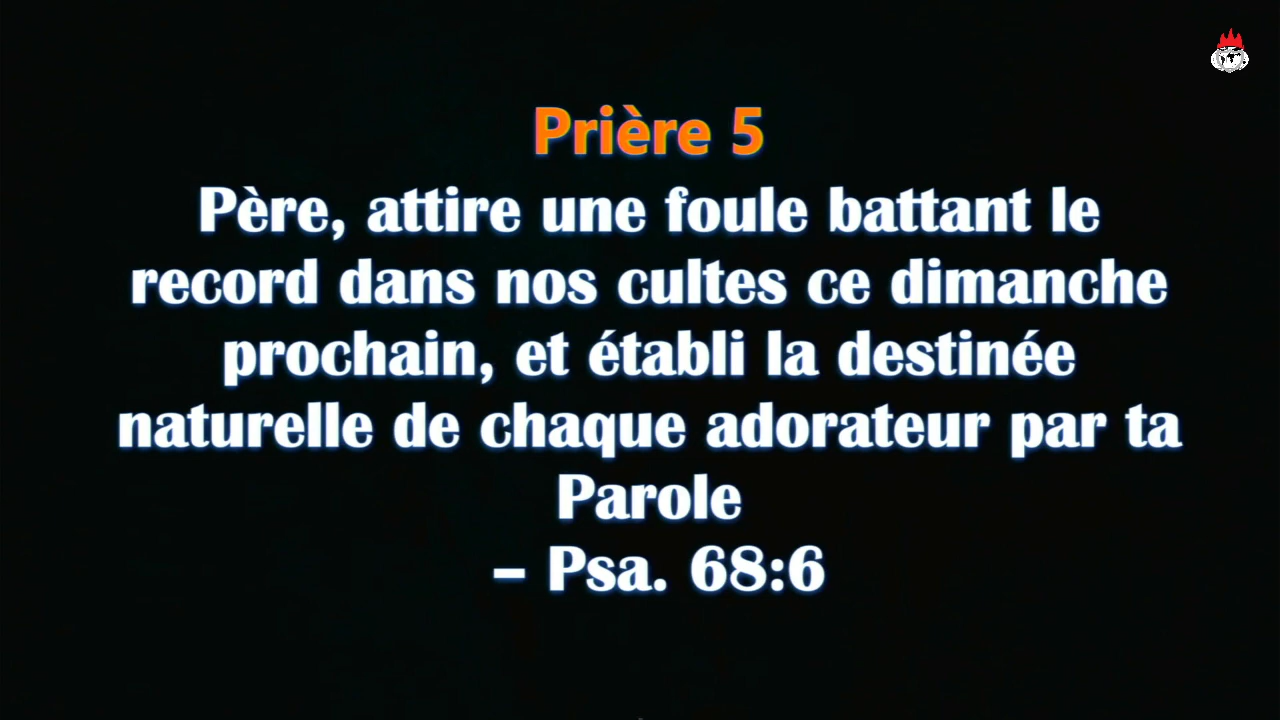 Prière 5
Père, attire une foule battant le
record dans nos cultes ce dimanche
prochain, et établi la destinée
naturelle de chaque adorateur par ta
Parole
– Psa. 68:6